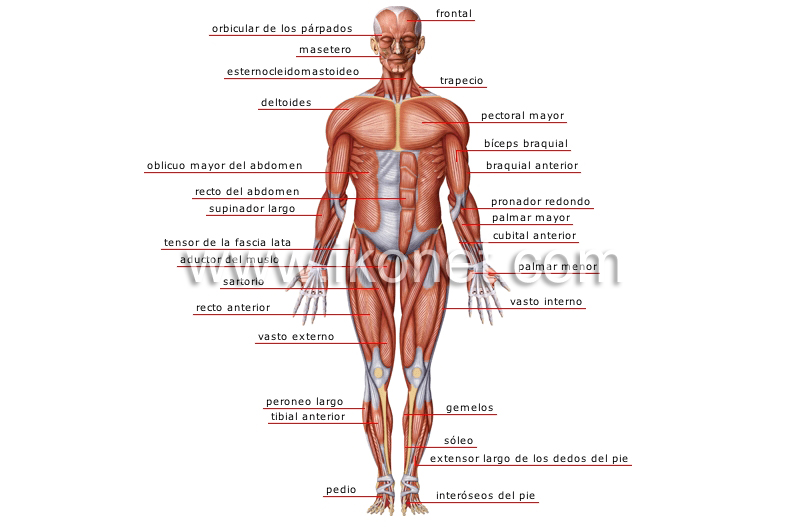 frontal
orbicular de los párpados
masetero
esternocleidomastoideo
trapecio
deltoides
pectoral mayor
bíceps braquial
oblicuo mayor del abdomen
braquial anterior
recto del abdomen
pronador redondo
supinador largo
palmar mayor
cubital anterior
tensor de la fascia lata
aductor del muslo
www.ikonet.com
palmar menor
sartorio
recto anterior
vasto interno
vasto externo
peroneo largo
gemelos
tibial anterior
sóleo
extensor largo de los dedos del pie
pedio
interóseos del pie